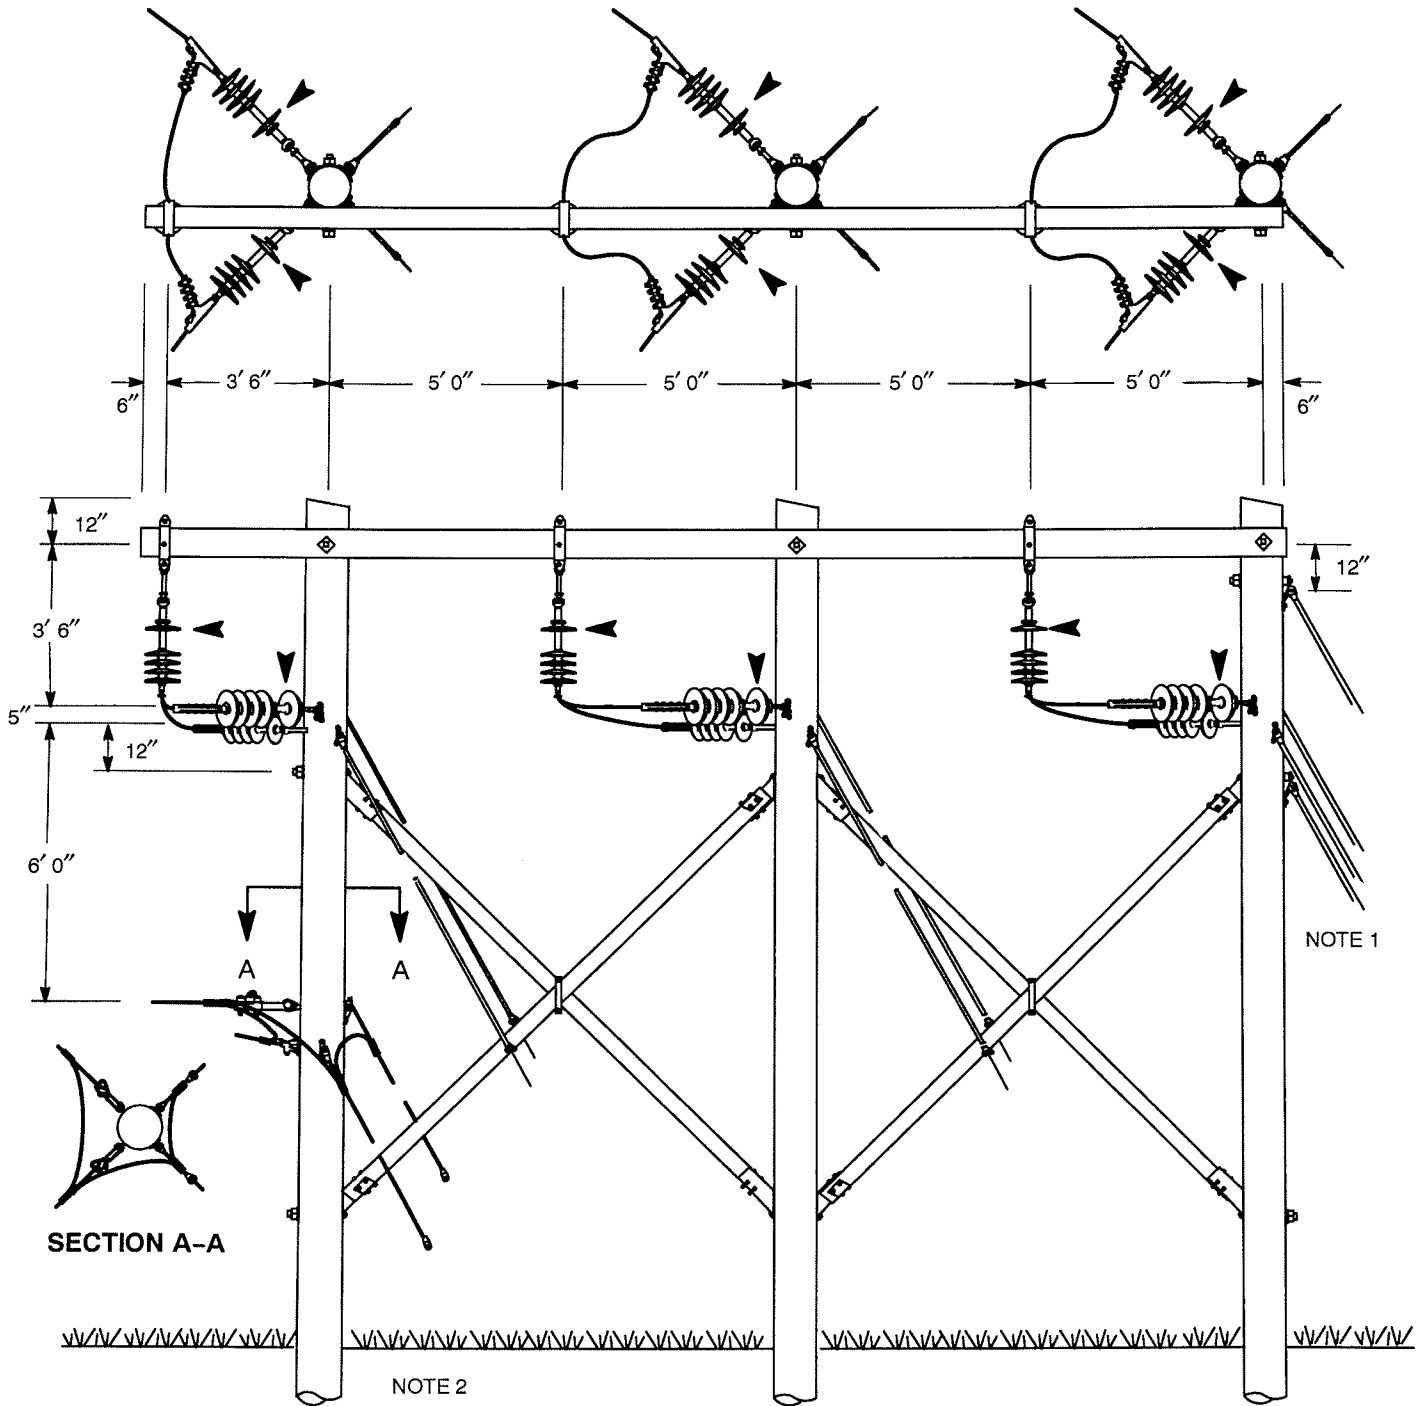 3′ 6″
5′ 0″
5′ 0″
5′ 0″
5′ 0″
6″
6″
12″
12″
3′ 6″
5″
12″
6′ 0″
NOTE 1
A
A
SECTION A–A
NOTE 2